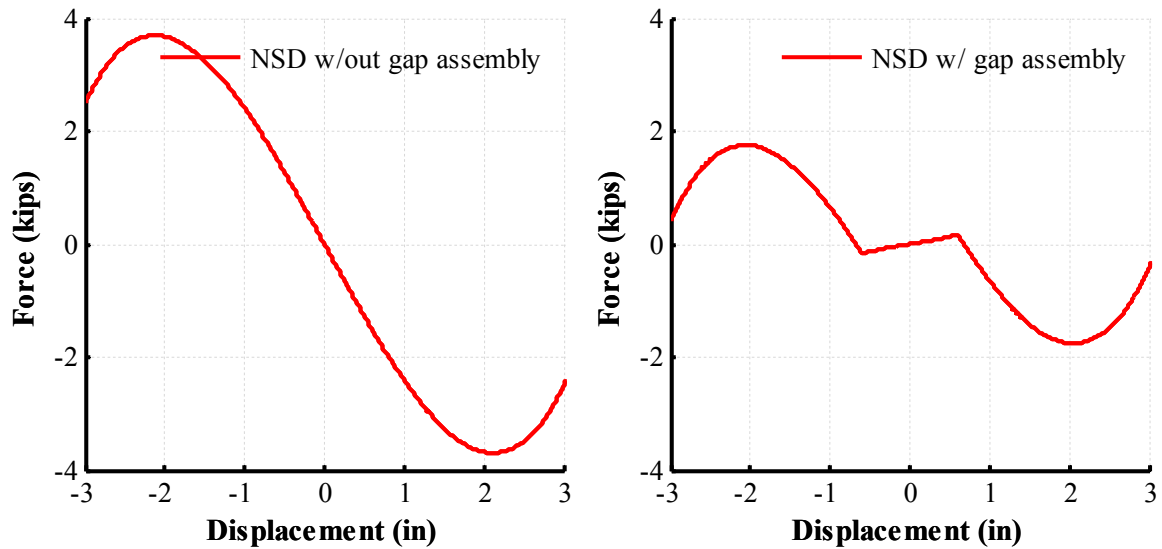 4
2
0
-2
-4
Force (kips)
NSD w/out gap assembly
-3 -2 -1 0 1 2 3
Displacement (in)
4
2
0
-2
-4
Force (kips)
NSD w/ gap assembly
-3 -2 -1 0 1 2 3
Displacement (in)